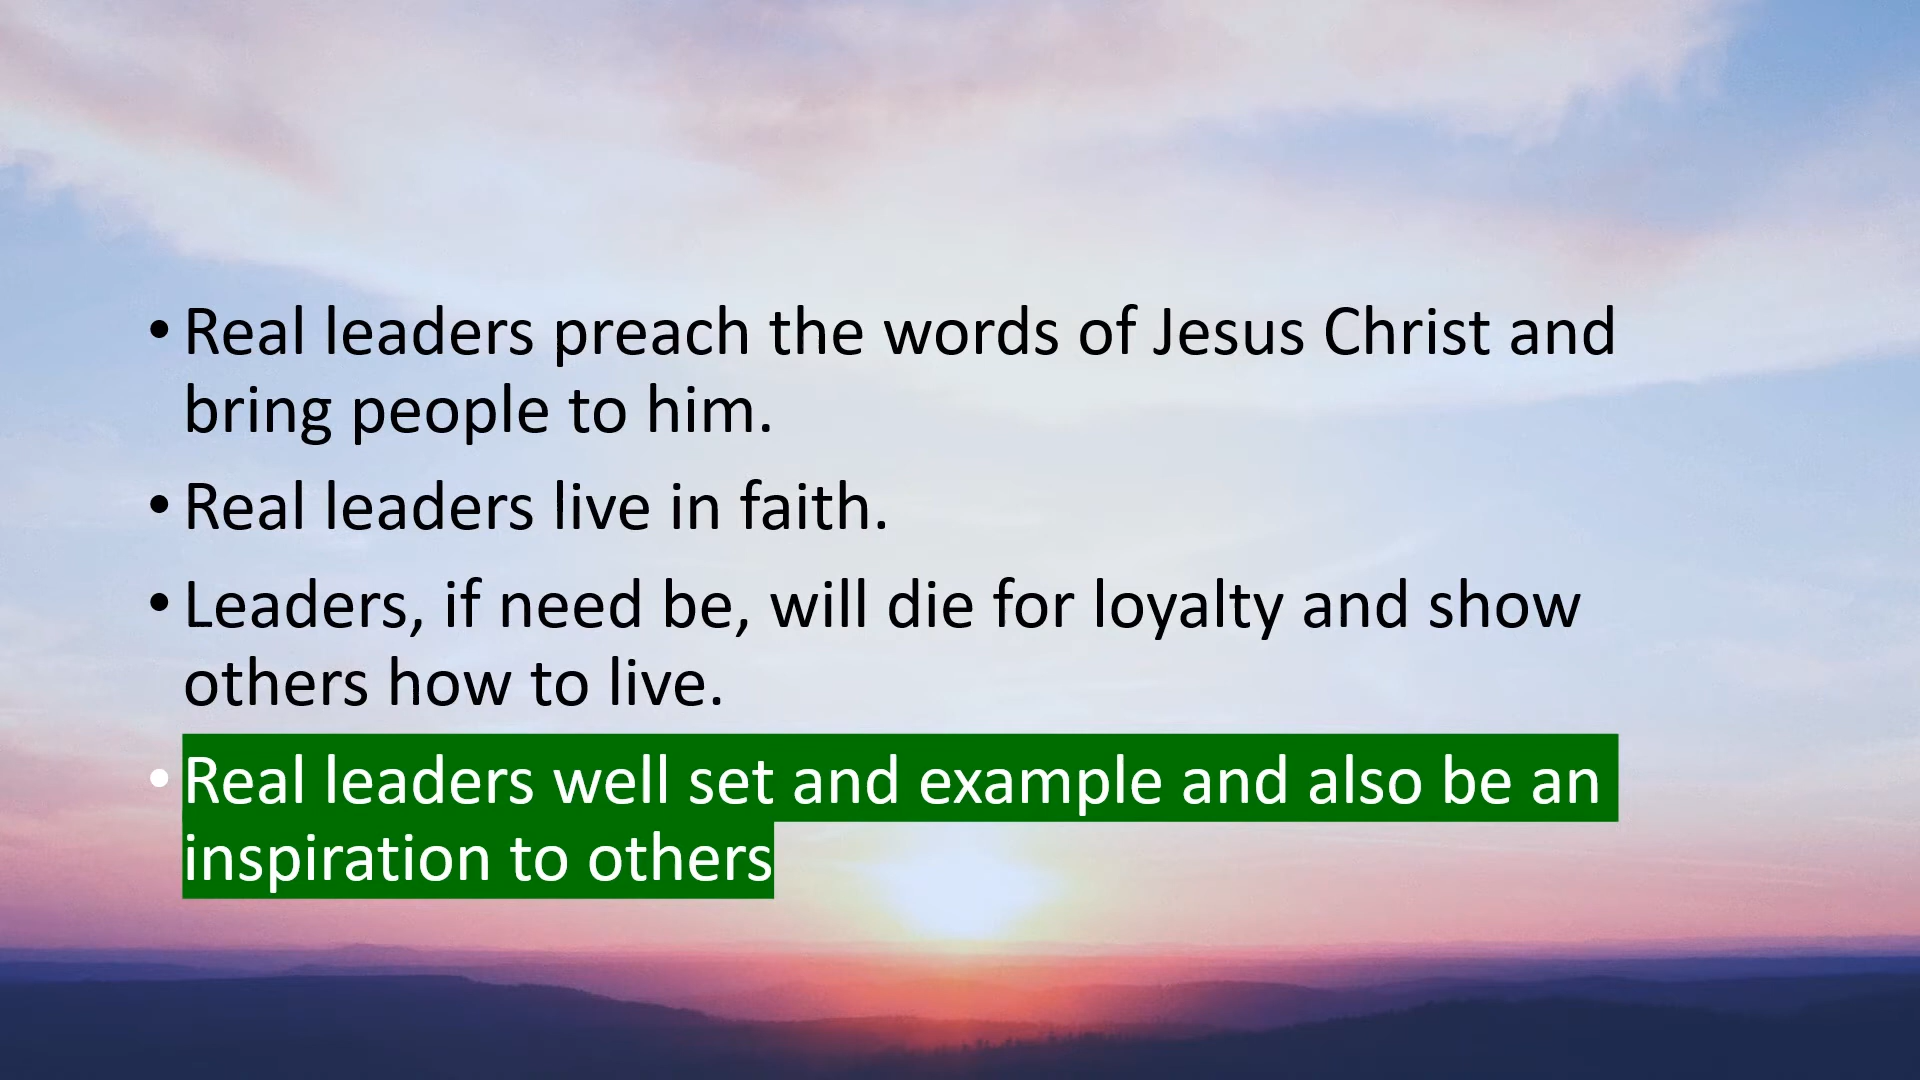 • Real leaders preach the words of Jesus Christ and
bring people to him.
• Real leaders live in faith.
• Leaders, if need be, will die for loyalty and show
others how to live.
• Real leaders well set and example and also be an
inspiration to others